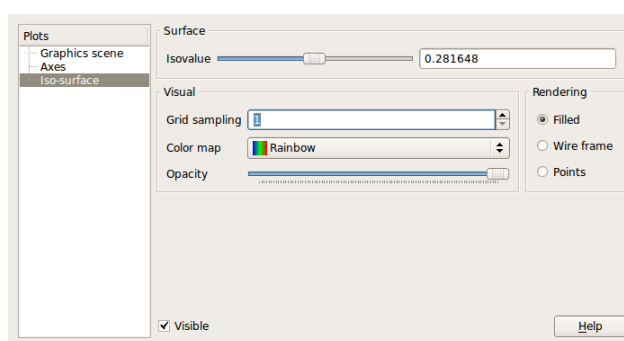 Plots
Graphics scene
Axes
Iso-surface
Surface
Isovalue 0.281648
Visual
Grid sampling 1
Color map Rainbow
Opacity
Rendering
Filled
Wire frame
Points
Visible
Help